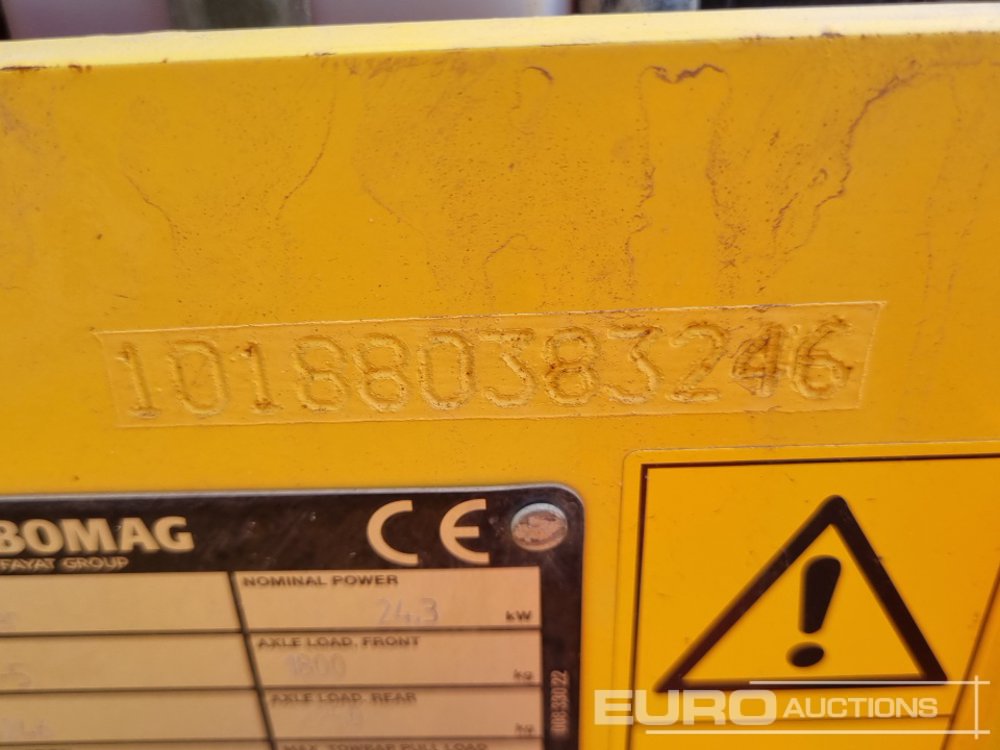 101880383246
BOMAG CE
FAYAT GROUP
NOMINAL POWER
24.3 kW
AXLE LOAD, FRONT
1800 kg
AXLE LOAD, REAR
kg
008 330 22
EURO AUCTIONS